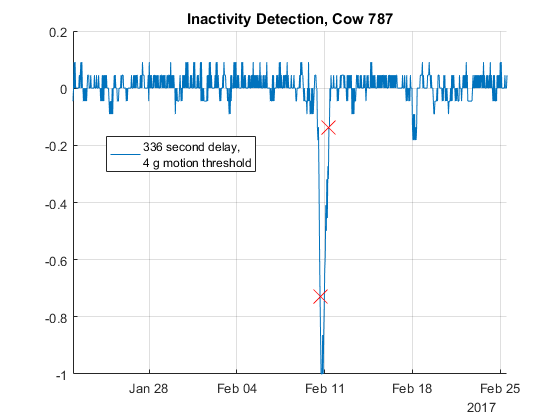 Inactivity Detection, Cow 787
0.2
0
-0.2
-0.4
-0.6
-0.8
-1
336 second delay,
4 g motion threshold
Jan 28 Feb 04 Feb 11 Feb 18 Feb 25
2017